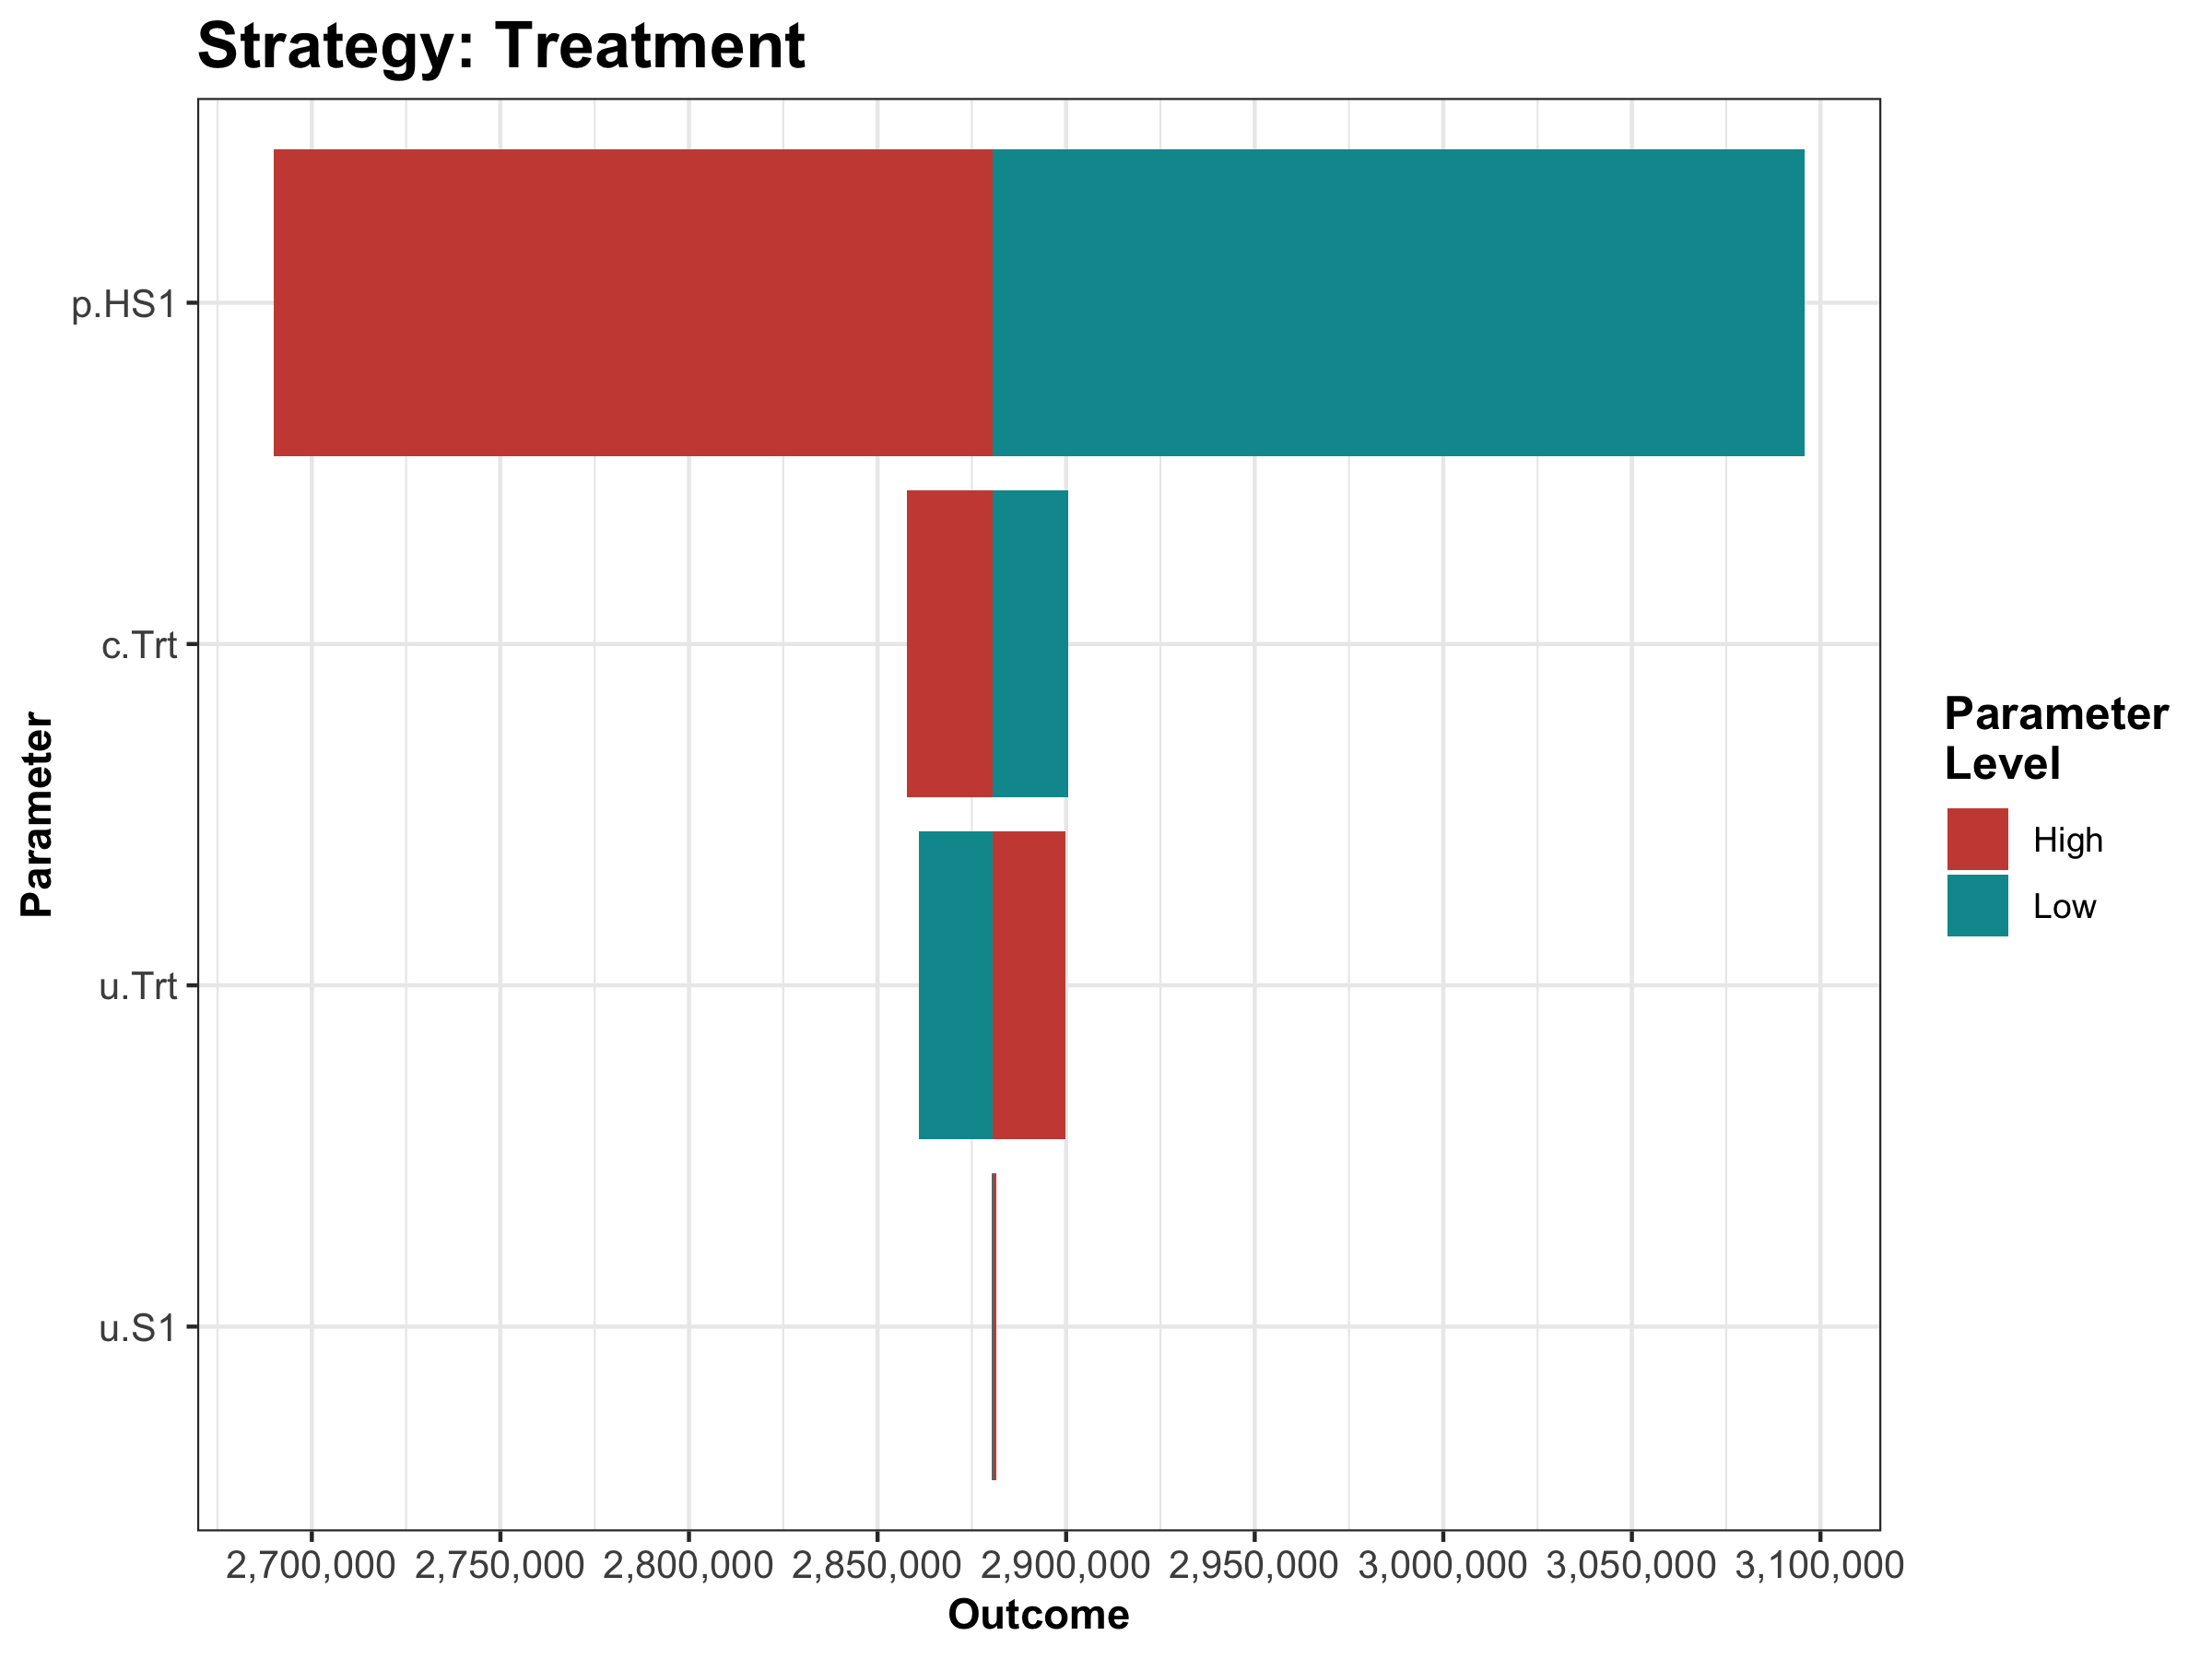 Strategy: Treatment
p.HS1
c.Trt
u.Trt
u.S1
Parameter
2,700,000 2,750,000 2,800,000 2,850,000 2,900,000 2,950,000 3,000,000 3,050,000 3,100,000
Outcome
Parameter
Level
High
Low